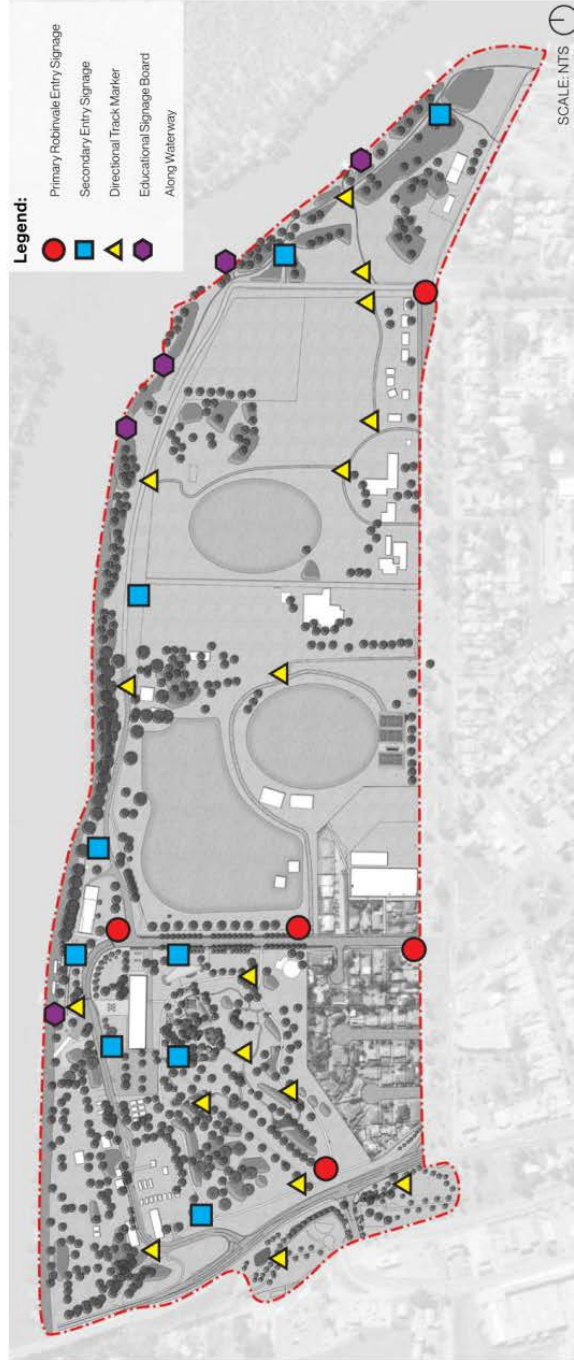 Legend:
Primary Robinvale Entry Signage
Secondary Entry Signage
Directional Track Marker
Educational Signage Board
Along Waterway
SCALE: NTS